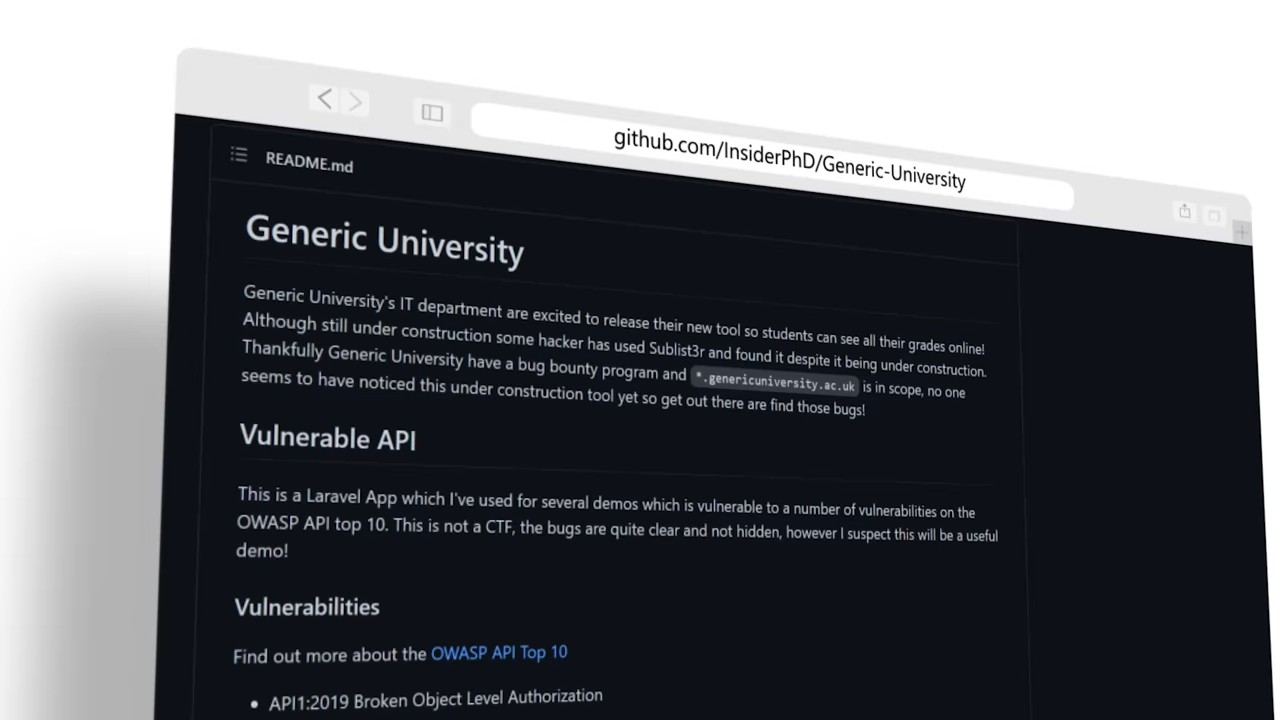 github.com/InsiderPhD/Generic-University
README.md
Generic University
Generic University's IT department are excited to release their new tool so students can see all their grades online!
Although still under construction some hacker has used Sublist3r and found it despite it being under construction.
Thankfully Generic University have a bug bounty program and *.genericuniversity.ac.uk is in scope, no one
seems to have noticed this under construction tool yet so get out there are find those bugs!
Vulnerable API
This is a Laravel App which I've used for several demos which is vulnerable to a number of vulnerabilities on the
OWASP API top 10. This is not a CTF, the bugs are quite clear and not hidden, however I suspect this will be a useful
demo!
Vulnerabilities
Find out more about the OWASP API Top 10
• API1:2019 Broken Object Level Authorization